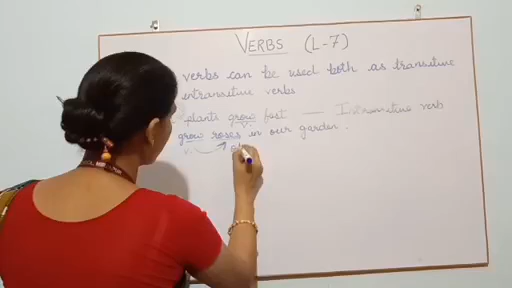 VERBS (L-7)
verbs can be used both as transitive
intransitive verbs
plants grow fast — Intransitive verb
grow roses in our garden.
v. ob